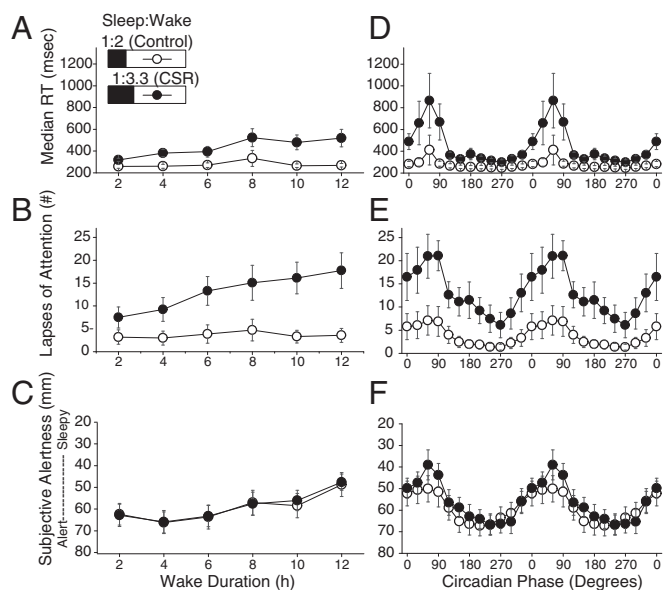 A
Sleep:Wake
1:2 (Control)
1:3.3 (CSR)
Median RT (msec)
1200
1000
800
600
400
200
2 4 6 8 10 12
D
1200
1000
800
600
400
200
0 90 180 270 0 90 180 270 0
B
Lapses of Attention (#)
25
20
15
10
5
0
2 4 6 8 10 12
E
25
20
15
10
5
0
0 90 180 270 0 90 180 270 0
C
Subjective Alertness (mm)
Alert--------------- Sleepy
20
30
40
50
60
70
80
2 4 6 8 10 12
Wake Duration (h)
F
20
30
40
50
60
70
80
0 90 180 270 0 90 180 270 0
Circadian Phase (Degrees)